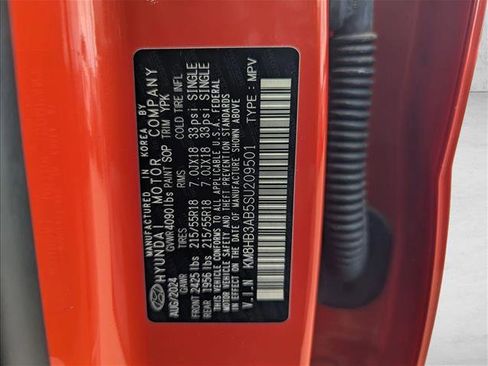 MANUFACTURED IN KOREA BY
HYUNDAI MOTOR COMPANY
GVWR 4090 lbs PAINT SOP TRIM YPK
AUG/2024 GAWR TIRES RIMS COLD TIRE INFL
FRONT 2425 lbs 215/55R18 7.0JX18 33psi SINGLE
REAR 1956 lbs 215/55R18 7.0JX18 33psi SINGLE
THIS VEHICLE CONFORMS TO ALL APPLICABLE U.S.A. FEDERAL
MOTOR VEHICLE SAFETY AND THEFT PREVENTION STANDARDS
IN EFFECT ON THE DATE OF MANUFACTURE SHOWN ABOVE
V.I.N KM8HB3AB5SU209501 TYPE : MPV